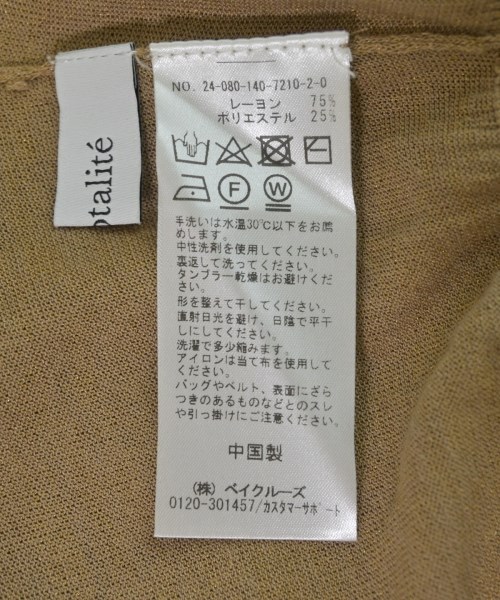 otalité
NO. 24-080-140-7210-2-0
レーヨン 75%
ポリエステル 25%
F W
手洗いは水温30℃以下をお薦
めします。
中性洗剤を使用してください。
裏返して洗ってください。
タンブラー乾燥はお避けくだ
さい。
形を整えて干してください。
直射日光を避け、日陰で平干
しにしてください。
洗濯で多少縮みます。
アイロンは当て布を使用して
ください。
バッグやベルト、表面にざら
つきのあるものなどとのスレ
や引っ掛けにご注意ください。
中国製
(株) ベイクルーズ
0120-301457/カスタマーサポート